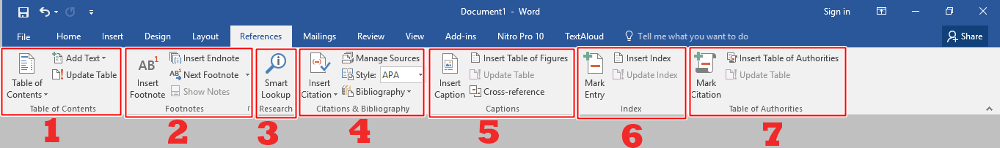 Document1 - Word
Sign in
File Home Insert Design Layout References Mailings Review View Add-ins Nitro Pro 10 TextAloud Tell me what you want to do Share
Table of Contents
Add Text
Update Table
Table of Contents
AB1
Insert Footnote
Insert Endnote
AB1 Next Footnote
Show Notes
Footnotes
Smart Lookup
Research
Insert Citation
Manage Sources
Style: APA
Bibliography
Citations & Bibliography
Insert Caption
Insert Table of Figures
Update Table
Cross-reference
Captions
Mark Entry
Insert Index
Update Index
Index
Mark Citation
Insert Table of Authorities
Update Table
Table of Authorities
1 2 3 4 5 6 7